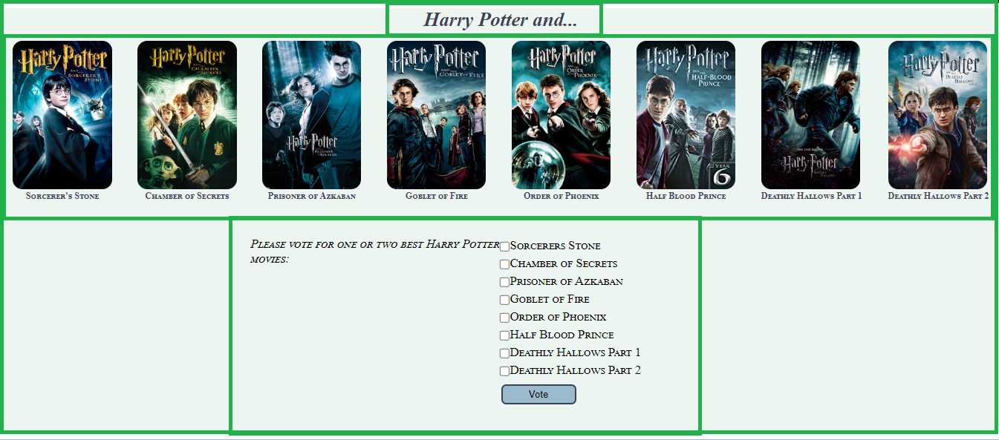 Harry Potter and...
Harry Potter
AND THE
SORCERER'S
STONE
Harry Potter
AND THE
CHAMBER
OF SECRETS
Harry Potter
AND THE
PRISONER OF
AZKABAN
Harry Potter
AND THE
GOBLET OF FIRE
Harry Potter
AND THE
ORDER
OF THE
PHOENIX
Harry Potter
AND THE
HALF-BLOOD
PRINCE
YEAR
6
THE END BEGINS
Harry Potter
AND THE
DEATHLY HALLOWS
Harry Potter
AND THE
DEATHLY
HALLOWS
Sorcerer's Stone
Chamber of Secrets
Prisoner of Azkaban
Goblet of Fire
Order of Phoenix
Half Blood Prince
Deathly Hallows Part 1
Deathly Hallows Part 2
Please vote for one or two best Harry Potter
movies:
Sorcerers Stone
Chamber of Secrets
Prisoner of Azkaban
Goblet of Fire
Order of Phoenix
Half Blood Prince
Deathly Hallows Part 1
Deathly Hallows Part 2
Vote